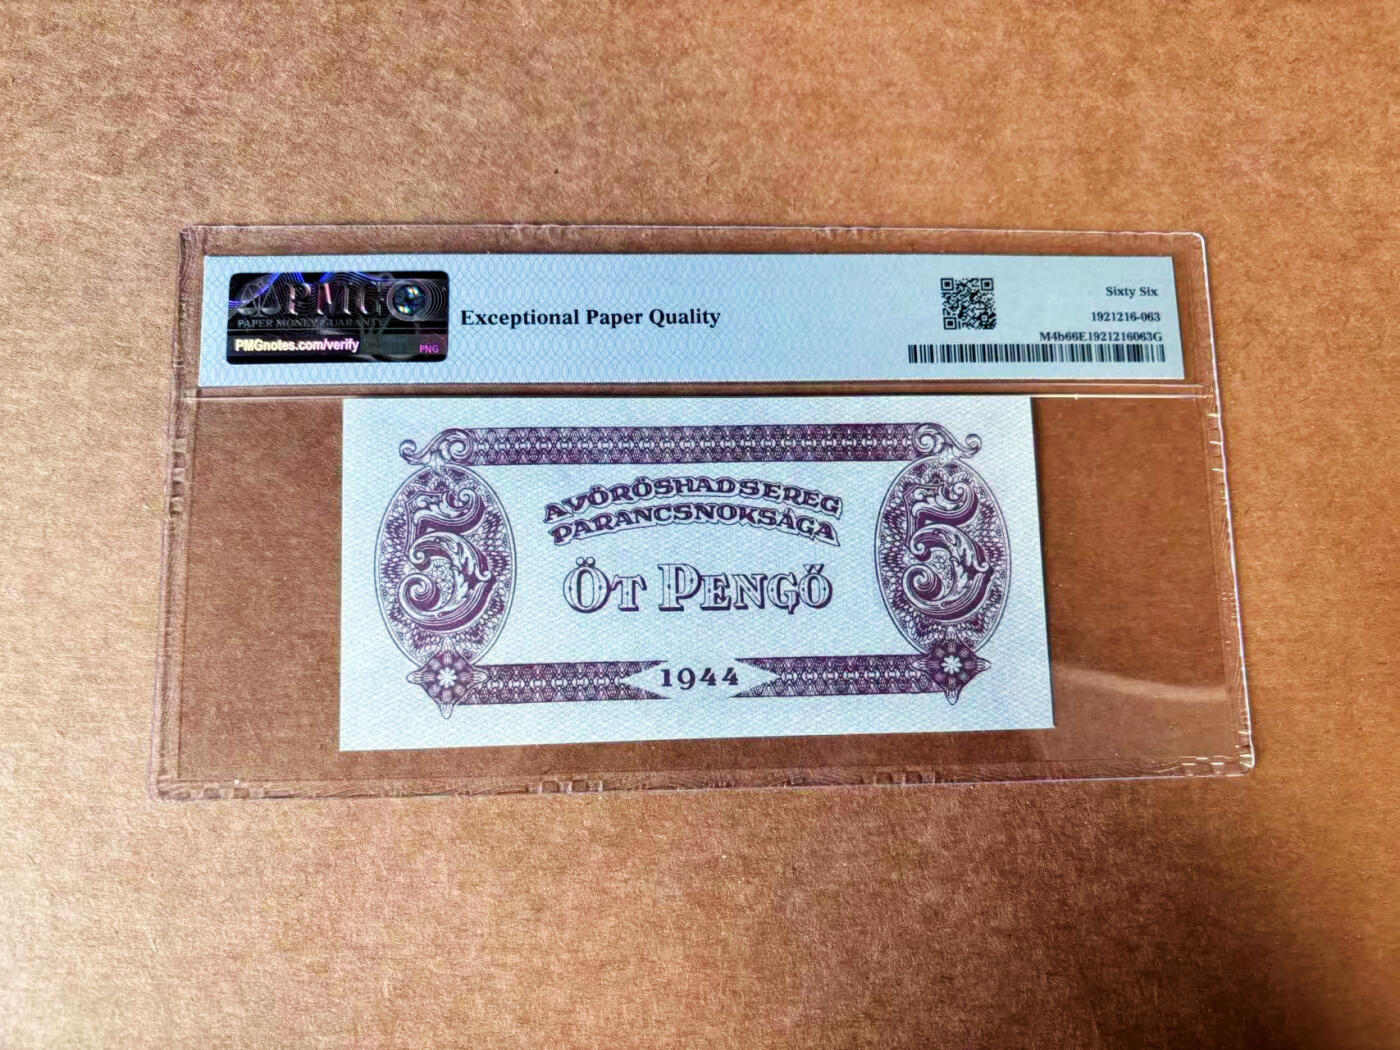 PMG
PAPER MONEY GUARANTY
PMGnotes.com/verify
PNG
Exceptional Paper Quality
Sixty Six
1921216-063
M4b66E1921216063G
5
5
A VÖRÖSHADSEREG
PARANCSNOKSÁGA
ÖT PENGŐ
1944